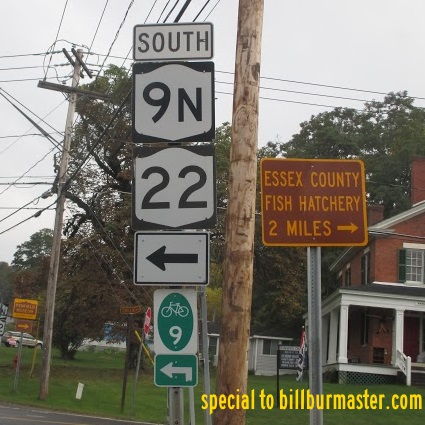 SOUTH
9N
22
9
ESSEX COUNTY
FISH HATCHERY
2 MILES →
special to billburmaster.com